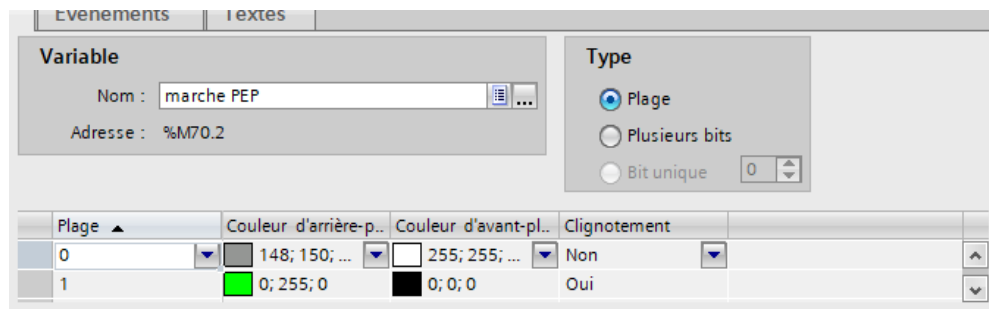 Evénements Textes
Variable
Nom : marche PEP ...
Adresse : %M70.2
Type
Plage
Plusieurs bits
Bit unique 0
Plage Couleur d'arrière-p.. Couleur d'avant-pl.. Clignotement
0 148; 150; ... 255; 255; ... Non
1 0; 255; 0 0; 0; 0 Oui